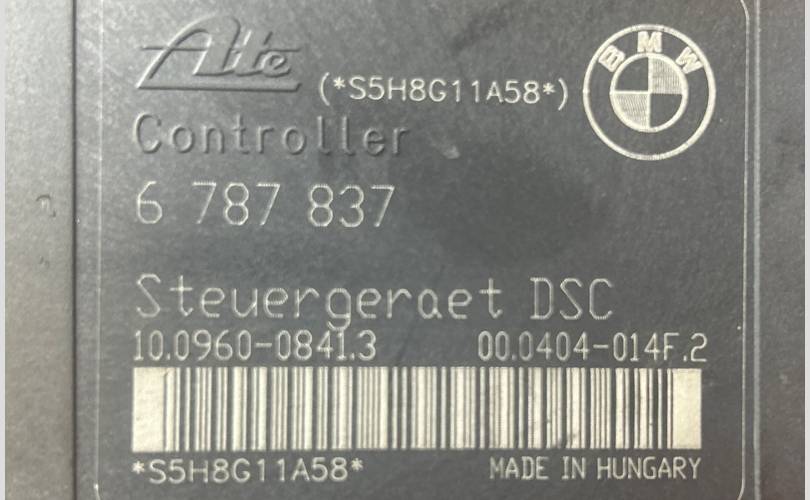 Ate
(*S5H8G11A58*)
BMW
Controller
6 787 837
Steuergeraet DSC
10.0960-0841.3 00.0404-014F.2
*S5H8G11A58* MADE IN HUNGARY